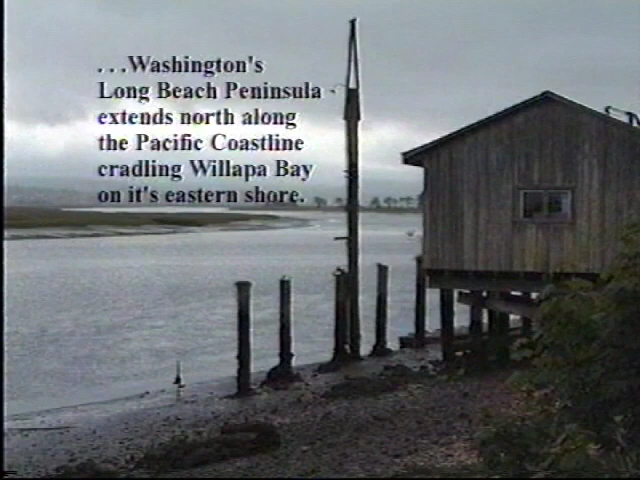 . . .Washington's
Long Beach Peninsula
extends north along
the Pacific Coastline
cradling Willapa Bay
on it's eastern shore.